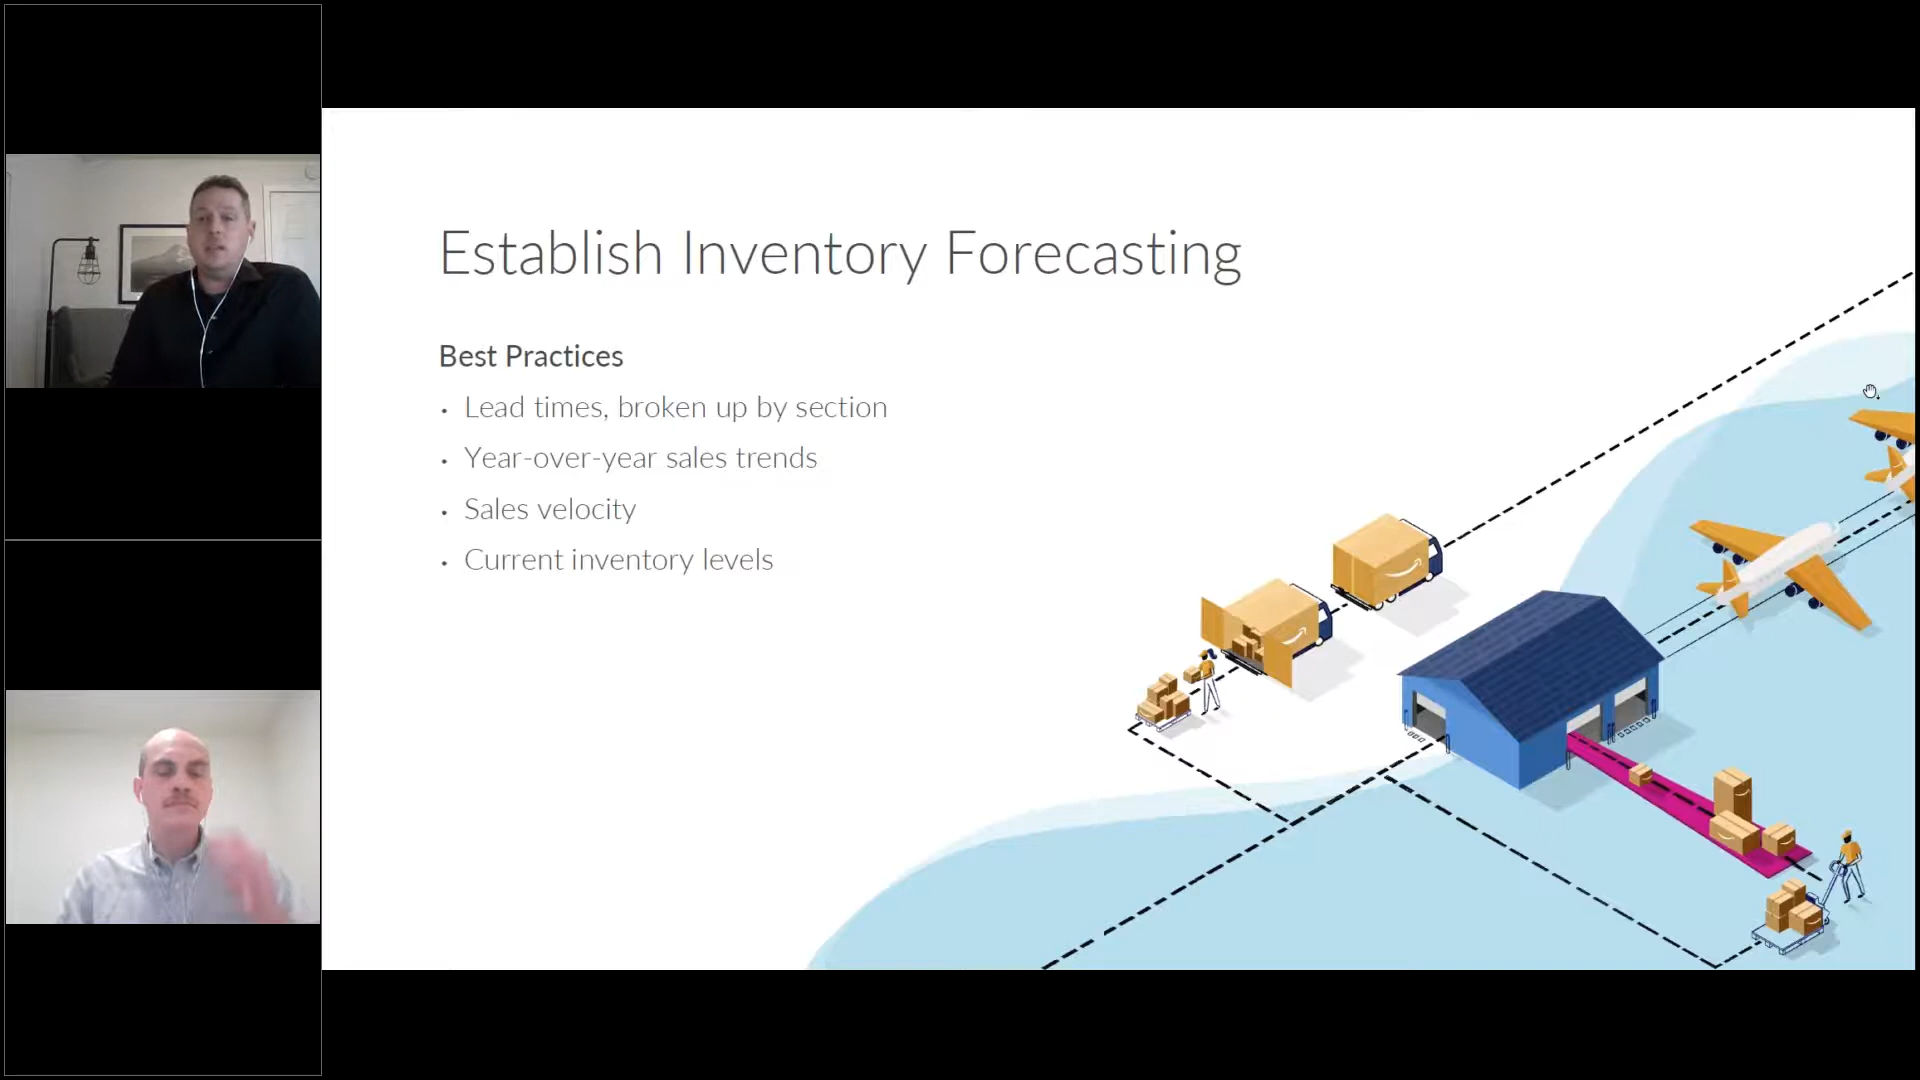 Establish Inventory Forecasting
Best Practices
• Lead times, broken up by section
• Year-over-year sales trends
• Sales velocity
• Current inventory levels